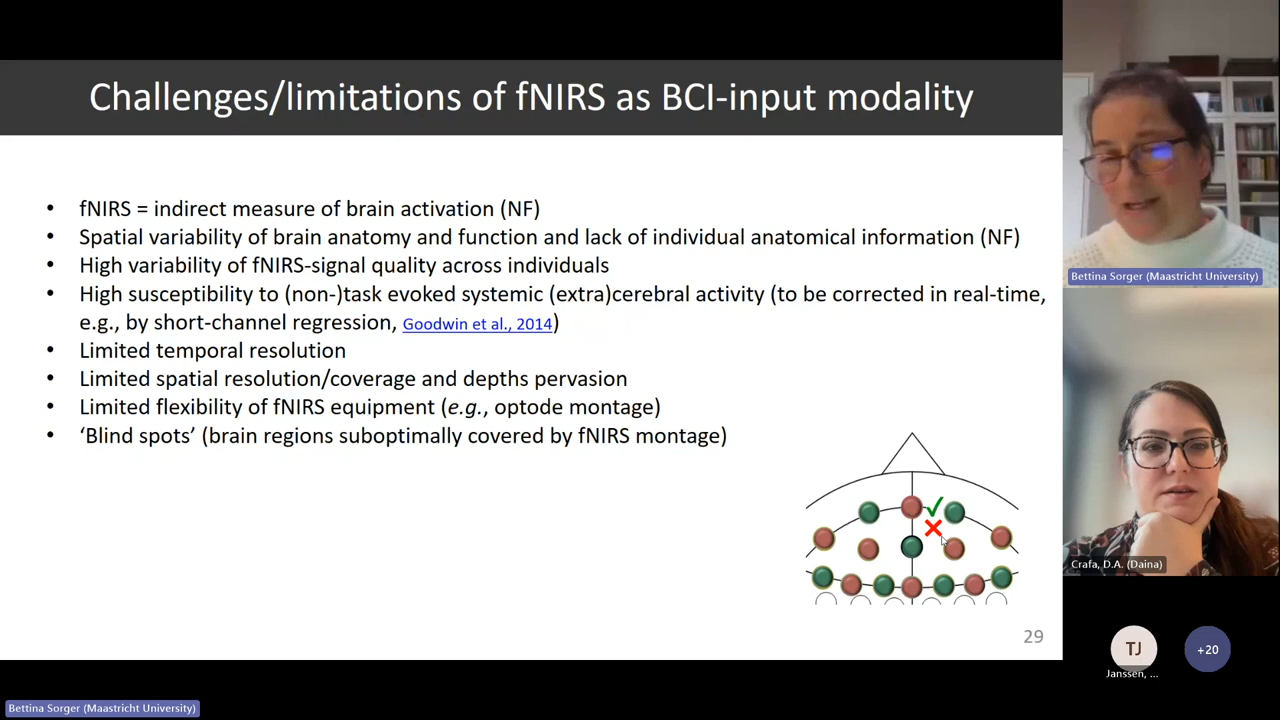 Challenges/limitations of fNIRS as BCI-input modality
• fNIRS = indirect measure of brain activation (NF)
• Spatial variability of brain anatomy and function and lack of individual anatomical information (NF)
• High variability of fNIRS-signal quality across individuals
• High susceptibility to (non-)task evoked systemic (extra)cerebral activity (to be corrected in real-time,
e.g., by short-channel regression, Goodwin et al., 2014)
• Limited temporal resolution
• Limited spatial resolution/coverage and depths pervasion
• Limited flexibility of fNIRS equipment (e.g., optode montage)
• ‘Blind spots’ (brain regions suboptimally covered by fNIRS montage)
29
Bettina Sorger (Maastricht University)
Crafa, D.A. (Daina)
TJ
+20
Janssen, ...
Bettina Sorger (Maastricht University)